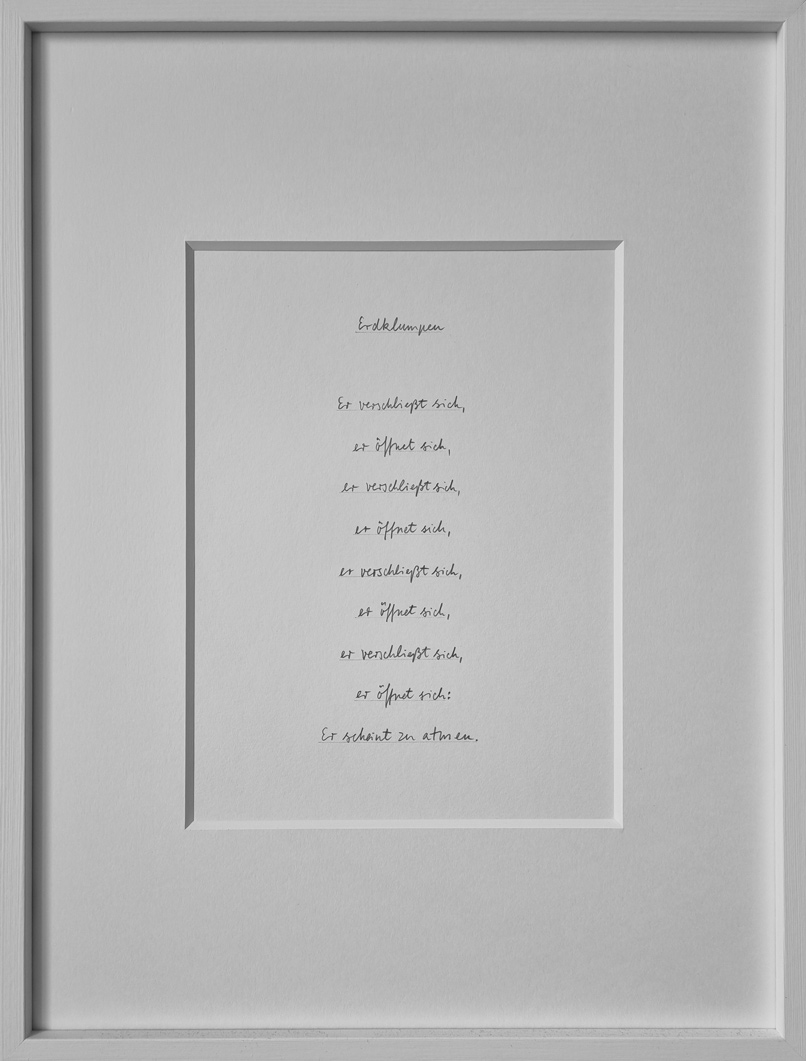 Erdklumpen
Er verschließt sich,
er öffnet sich,
er verschließt sich,
er öffnet sich,
er verschließt sich,
er öffnet sich,
er verschließt sich,
er öffnet sich:
Er scheint zu atmen.